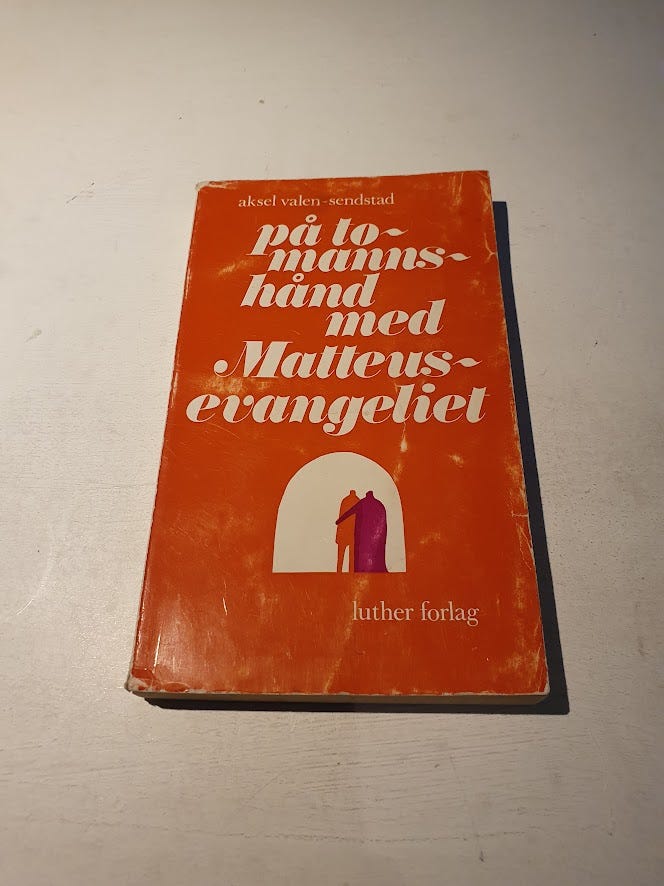 aksel valen-sendstad
på to-
manns-
hånd
med
Matteus-
evangeliet
luther forlag